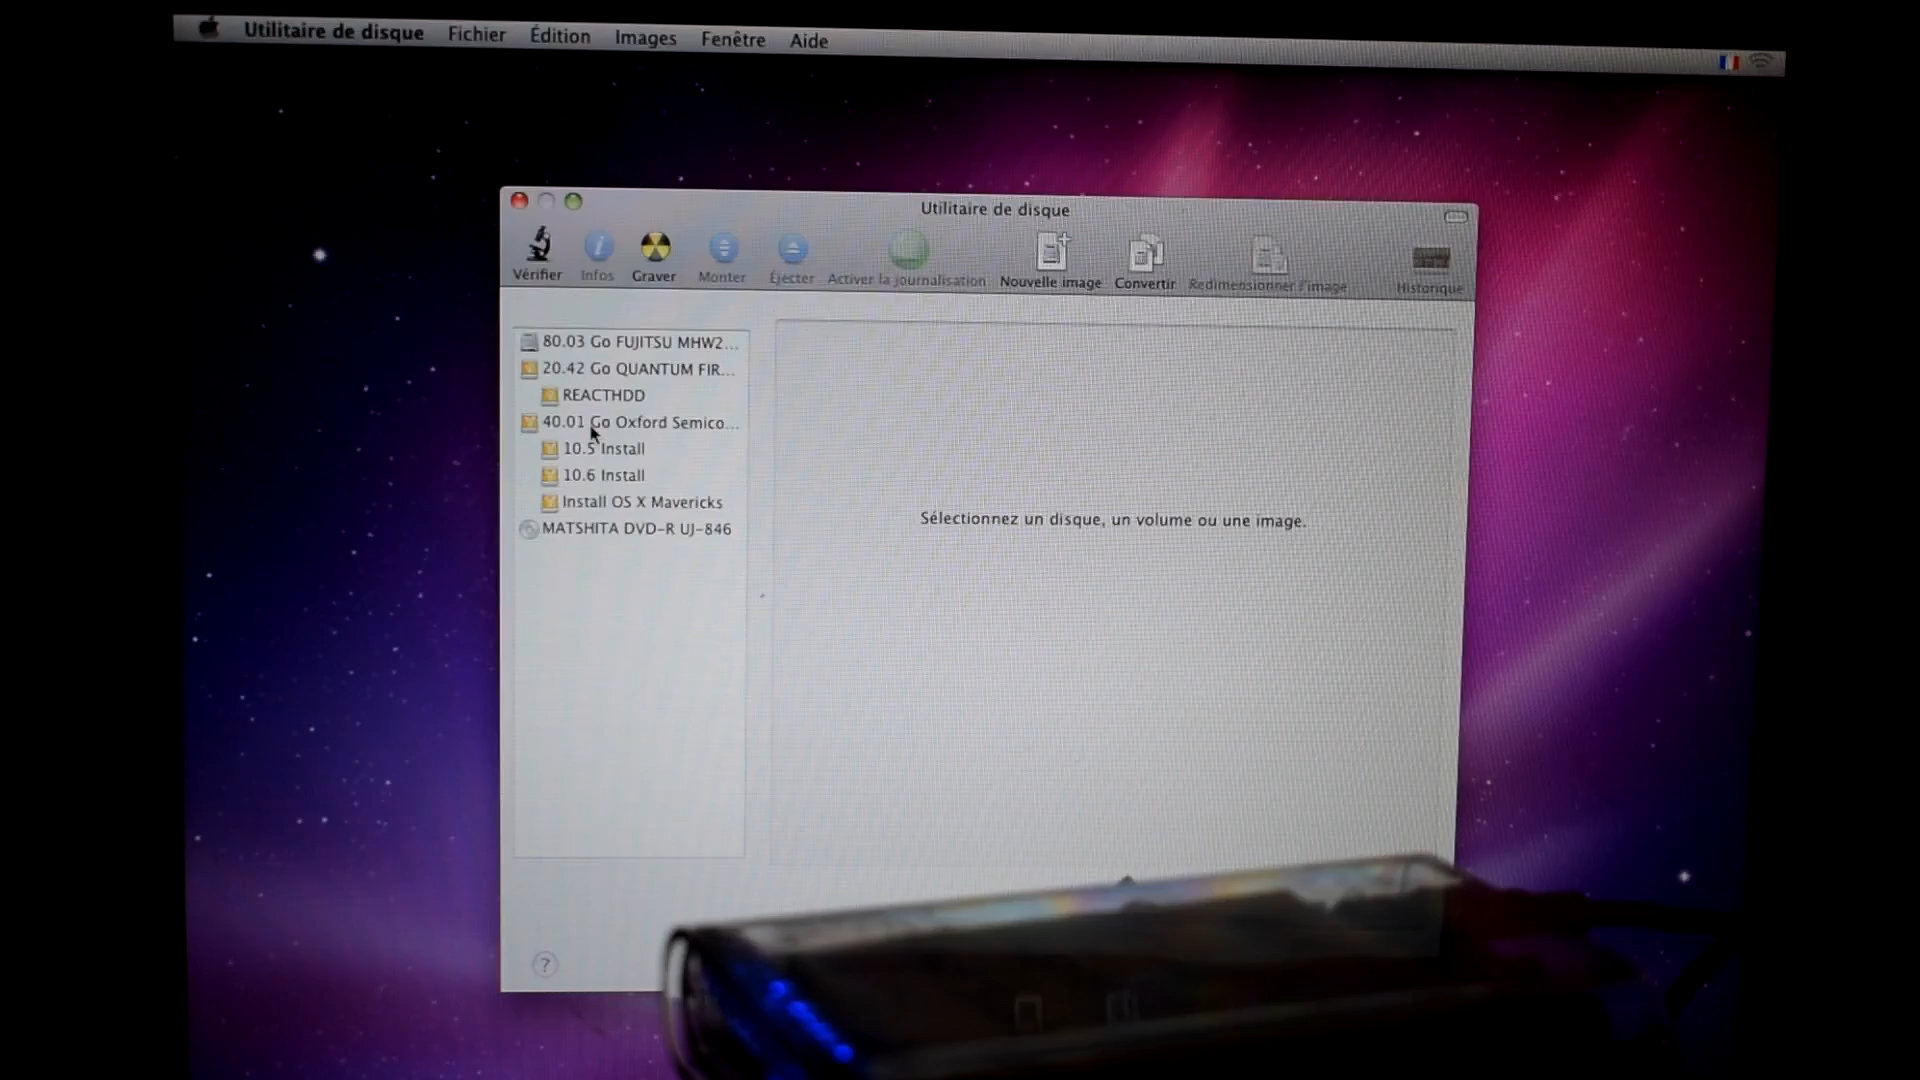 Utilitaire de disque Fichier Édition Images Fenêtre Aide
Utilitaire de disque
Vérifier Infos Graver Monter Éjecter Activer la journalisation Nouvelle image Convertir Redimensionner l'image Historique
80.03 Go FUJITSU MHW2...
20.42 Go QUANTUM FIR...
REACTHDD
40.01 Go Oxford Semico...
10.5 Install
10.6 Install
Install OS X Mavericks
MATSHITA DVD-R UJ-846
Sélectionnez un disque, un volume ou une image.
?